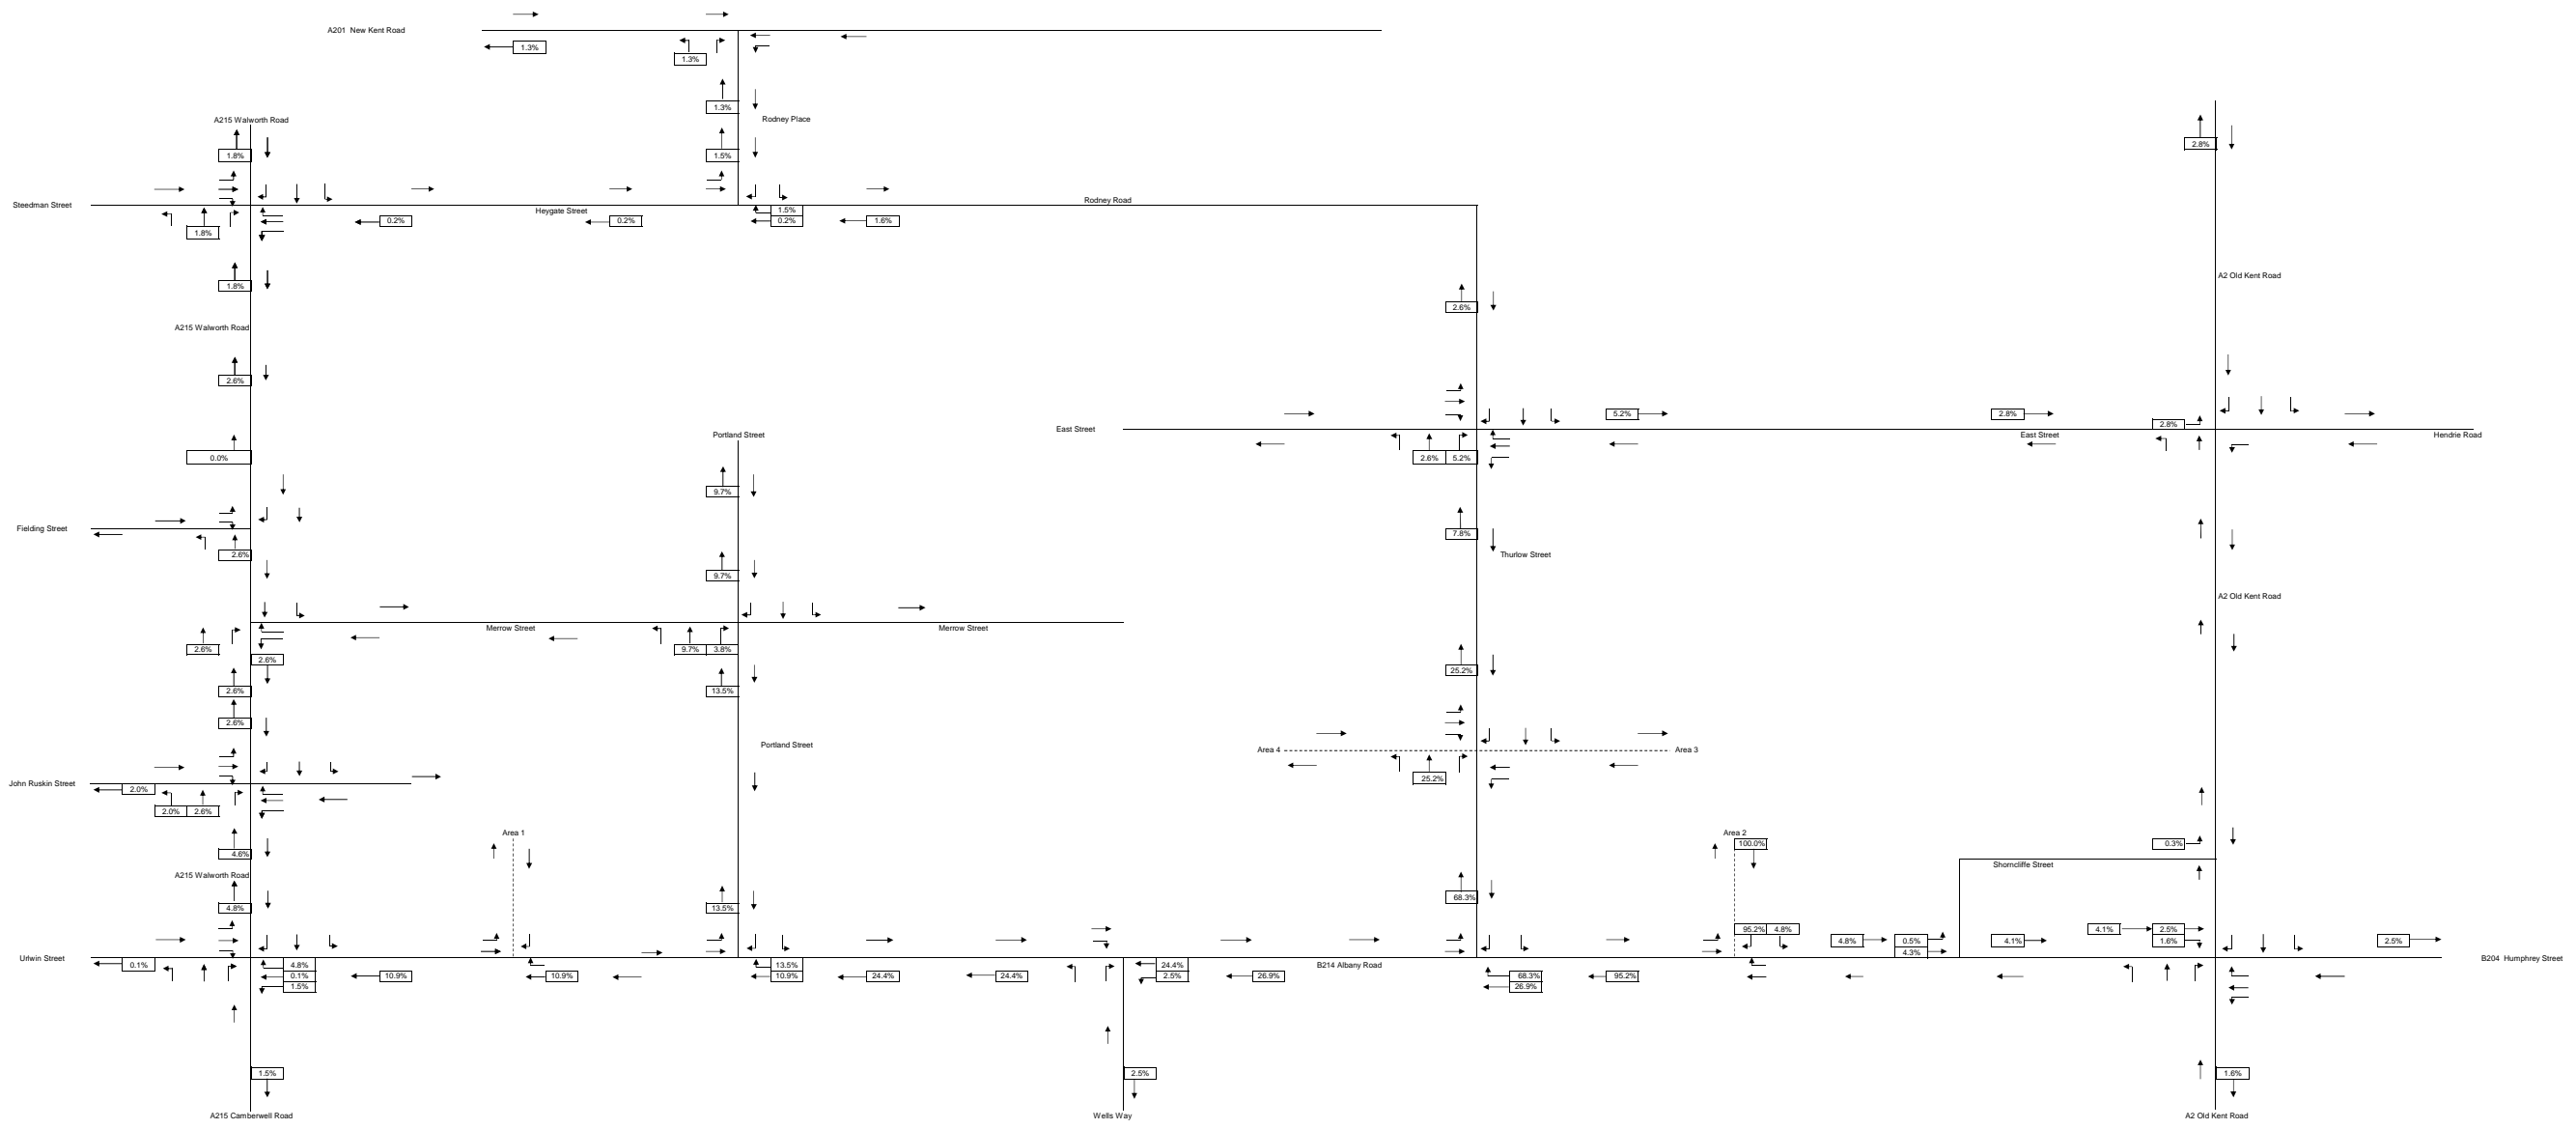 A201 New Kent Road
1.3%
1.3%
1.3%
A215 Walworth Road
Rodney Place
1.8%
1.5%
2.8%
Steedman Street
Heygate Street
Rodney Road
1.8%
0.2%
0.2%
1.5%
0.2%
1.6%
1.8%
A2 Old Kent Road
2.6%
A215 Walworth Road
2.6%
5.2%
2.8%
East Street
2.8%
Portland Street
East Street
Hendrie Road
0.0%
2.6% 5.2%
9.7%
Fielding Street
7.8%
2.6%
Thurlow Street
9.7%
A2 Old Kent Road
Merrow Street
Merrow Street
2.6%
9.7% 3.8%
2.6%
25.2%
2.6%
13.5%
2.6%
Portland Street
Area 4
Area 3
25.2%
John Ruskin Street
2.0%
2.0% 2.6%
Area 1
Area 2
4.6%
100.0%
0.3%
A215 Walworth Road
Shorncliffe Street
4.8%
13.5%
68.3%
95.2% 4.8%
4.1%
2.5%
4.8%
0.5%
4.1%
1.6%
2.5%
4.3%
Urlwin Street
B214 Albany Road
B204 Humphrey Street
0.1%
4.8%
0.1%
1.5%
10.9%
10.9%
13.5%
10.9%
24.4%
24.4%
24.4%
2.5%
26.9%
68.3%
26.9%
95.2%
1.5%
2.5%
1.6%
A215 Camberwell Road
Wells Way
A2 Old Kent Road